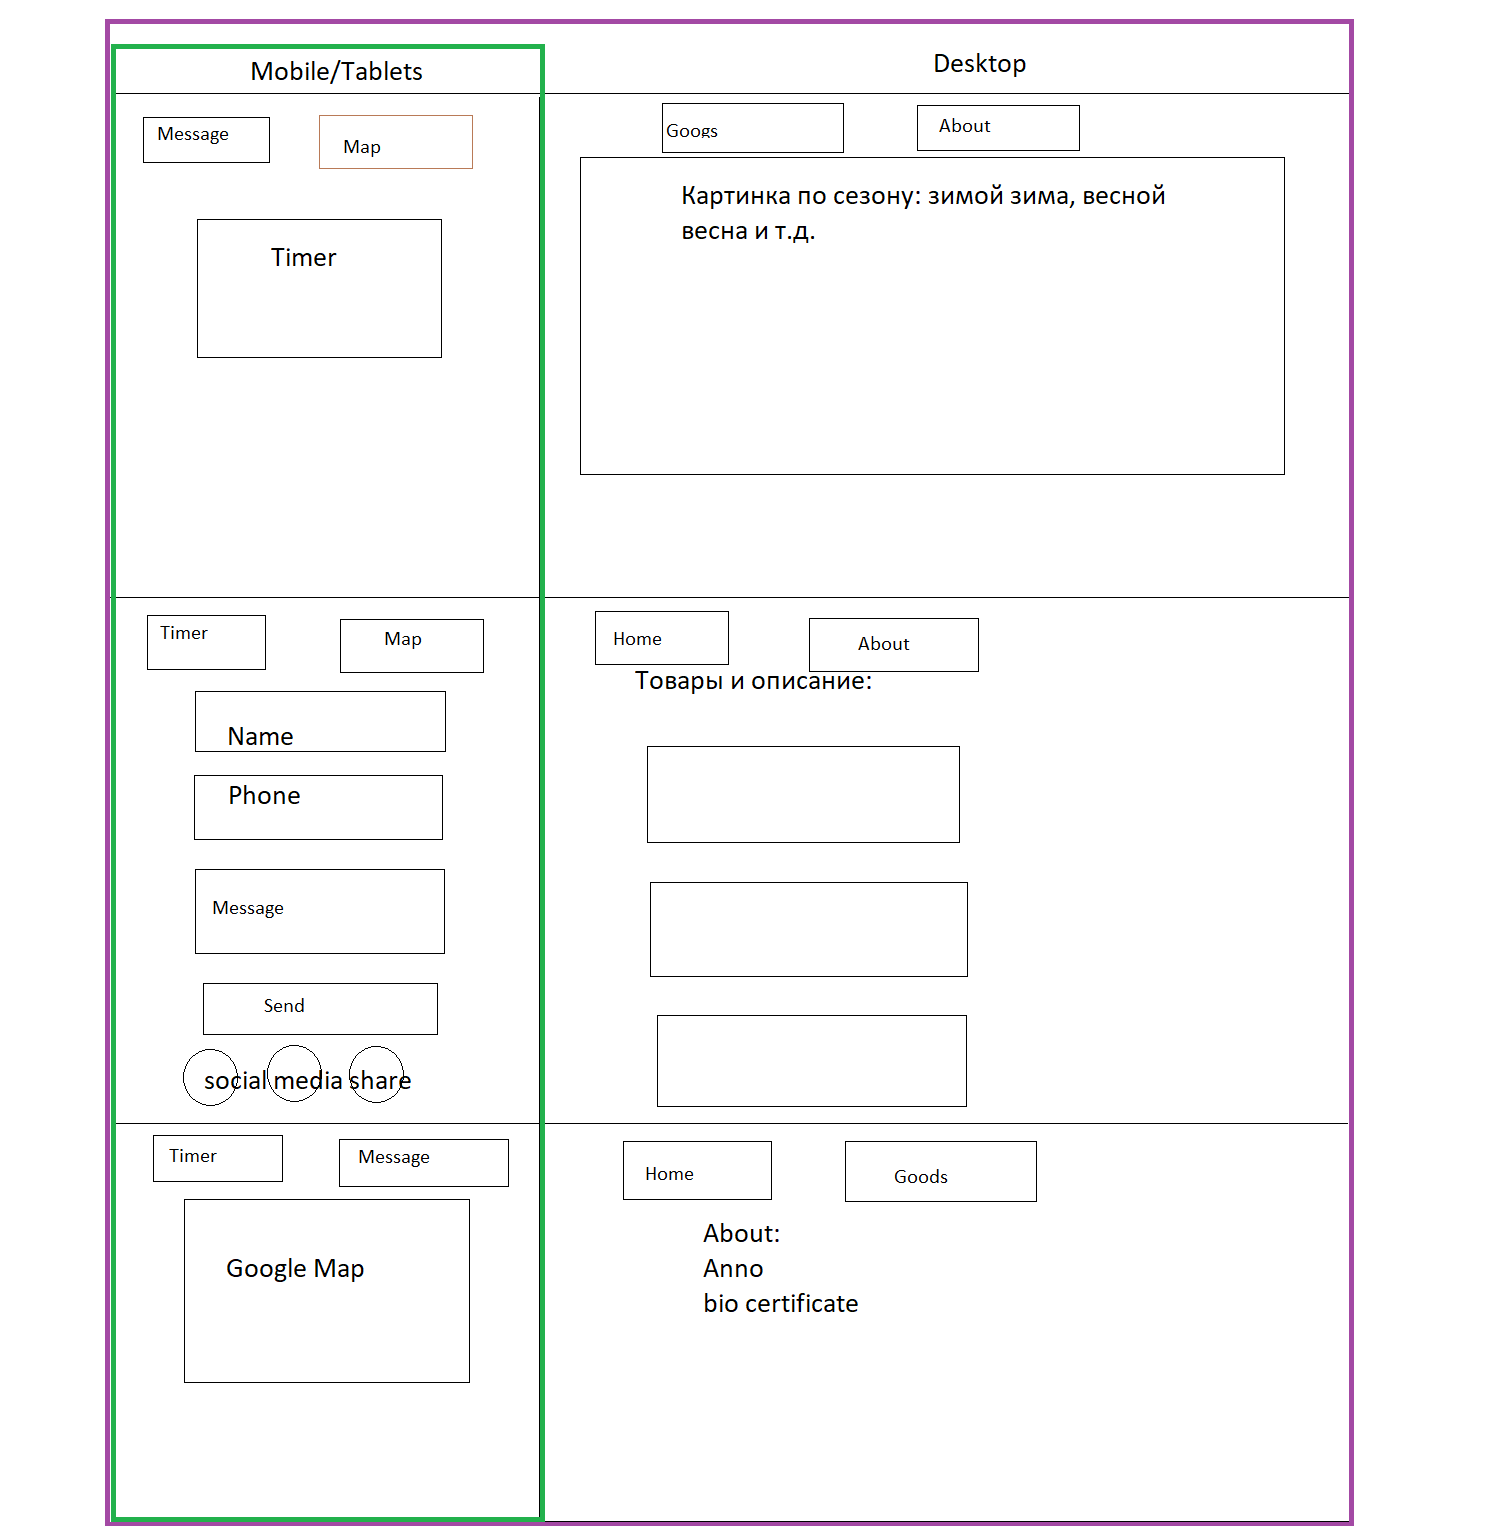 Mobile/Tablets
Desktop
Message
Map
Timer
Googs
About
Картинка по сезону: зимой зима, весной
весна и т.д.
Timer
Map
Name
Phone
Message
Send
social media share
Home
About
Товары и описание:
Timer
Message
Google Map
Home
Goods
About:
Anno
bio certificate